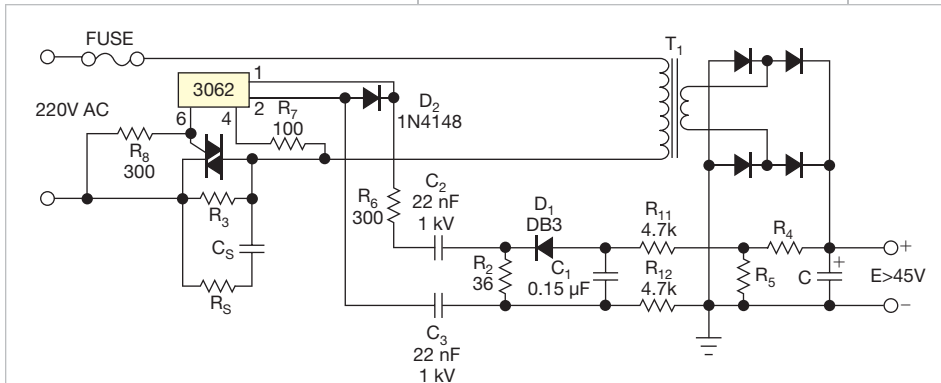 FUSE
T1
3062
1
2
6
4
220V AC
R7
100
D2
1N4148
R8
300
R3
CS
RS
R6
300
C2
22 nF
1 kV
D1
DB3
R2
36
C1
0.15 µF
R11
4.7k
R12
4.7k
R4
R5
C
+
+
E>45V
−
C3
22 nF
1 kV